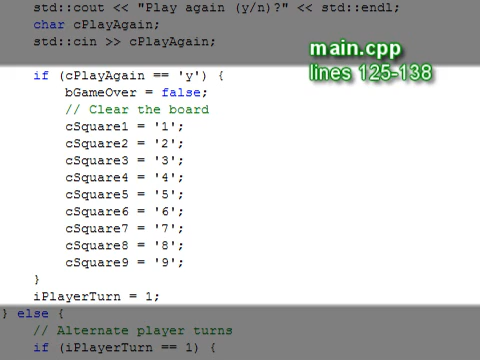 std::cout << "Play again (y/n)?" << std::endl;
char cPlayAgain;
std::cin >> cPlayAgain;
main.cpp
lines 125-138
if (cPlayAgain == 'y') {
bGameOver = false;
// Clear the board
cSquare1 = '1';
cSquare2 = '2';
cSquare3 = '3';
cSquare4 = '4';
cSquare5 = '5';
cSquare6 = '6';
cSquare7 = '7';
cSquare8 = '8';
cSquare9 = '9';
}
iPlayerTurn = 1;
} else {
// Alternate player turns
if (iPlayerTurn == 1) {